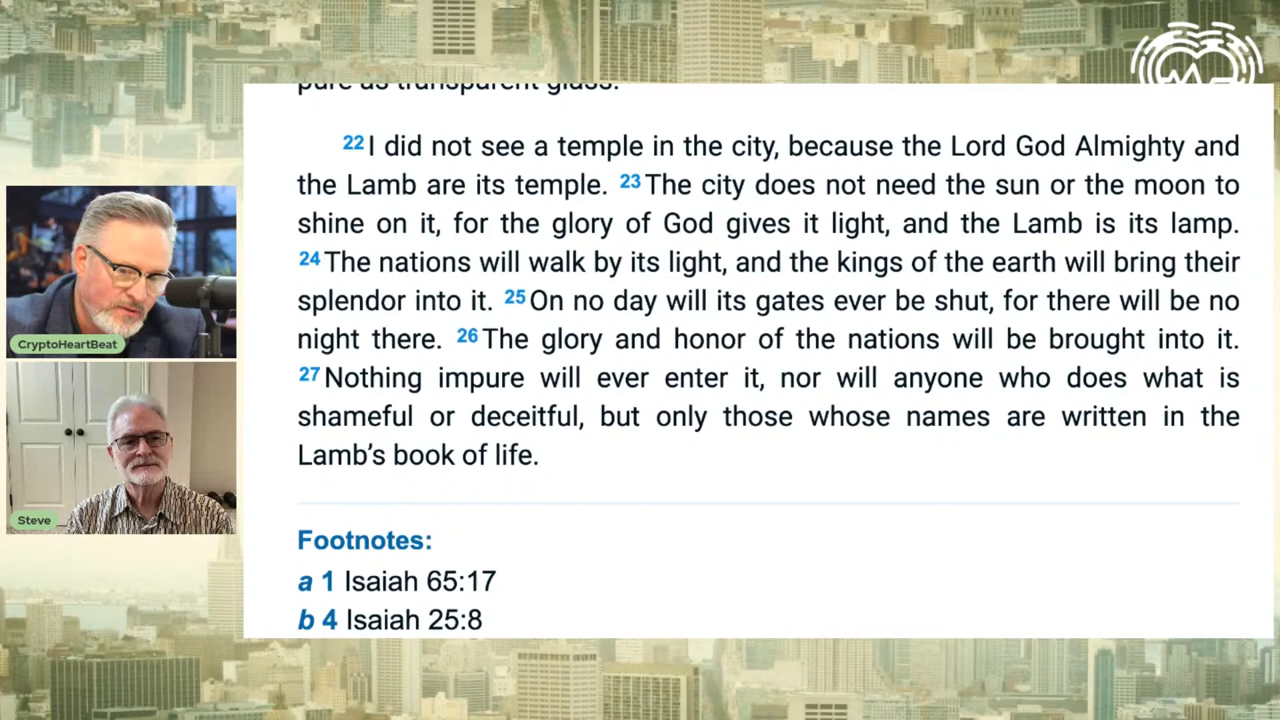 pure as transparent glass.
22 I did not see a temple in the city, because the Lord God Almighty and
the Lamb are its temple. 23 The city does not need the sun or the moon to
shine on it, for the glory of God gives it light, and the Lamb is its lamp.
24 The nations will walk by its light, and the kings of the earth will bring their
splendor into it. 25 On no day will its gates ever be shut, for there will be no
night there. 26 The glory and honor of the nations will be brought into it.
27 Nothing impure will ever enter it, nor will anyone who does what is
shameful or deceitful, but only those whose names are written in the
Lamb's book of life.
Footnotes:
a 1 Isaiah 65:17
b 4 Isaiah 25:8
CryptoHeartBeat
Steve